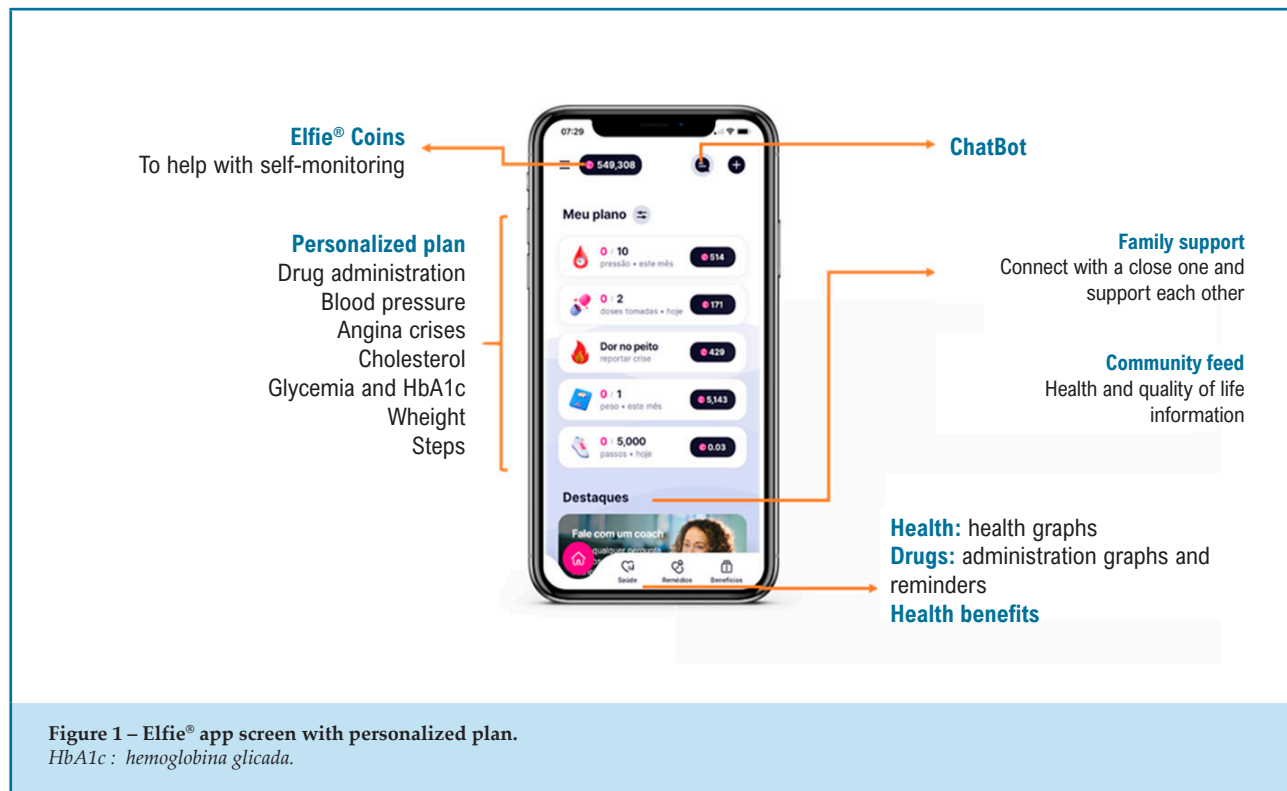 Elfie® Coins
To help with self-monitoring
Personalized plan
Drug administration
Blood pressure
Angina crises
Cholesterol
Glycemia and HbA1c
Wheight
Steps
07:29
549,308
Meu plano
0 / 10
pressão • este mês
514
0 / 2
doses tomadas • hoje
171
Dor no peito
reportar crise
429
0 / 1
peso • este mês
5,143
0 / 5,000
passos • hoje
0.03
Destaques
Fale com um coach
qualquer pergunta
Saúde
Remédios
Benefícios
ChatBot
Family support
Connect with a close one and
support each other
Community feed
Health and quality of life
information
Health: health graphs
Drugs: administration graphs and
reminders
Health benefits
Figure 1 – Elfie® app screen with personalized plan.
HbA1c : hemoglobina glicada.